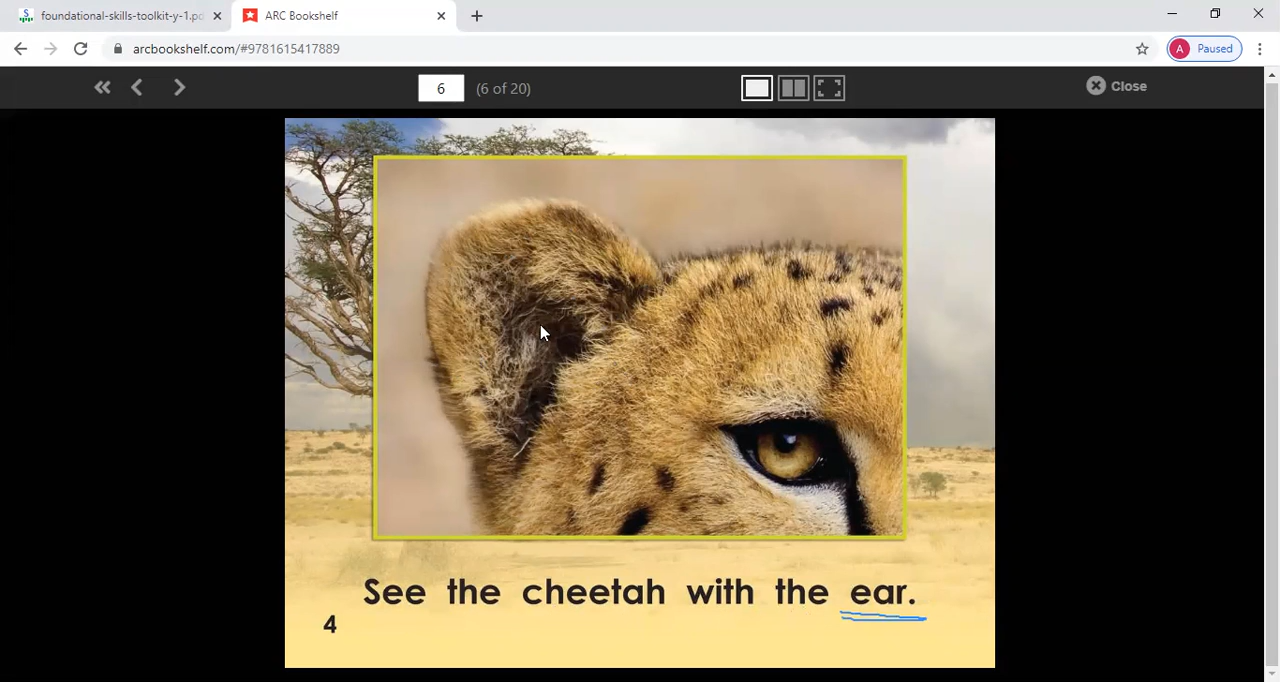 foundational-skills-toolkit-y-1.pd
ARC Bookshelf
arcbookshelf.com/#9781615417889
A Paused
6 (6 of 20)
Close
See the cheetah with the ear.
4